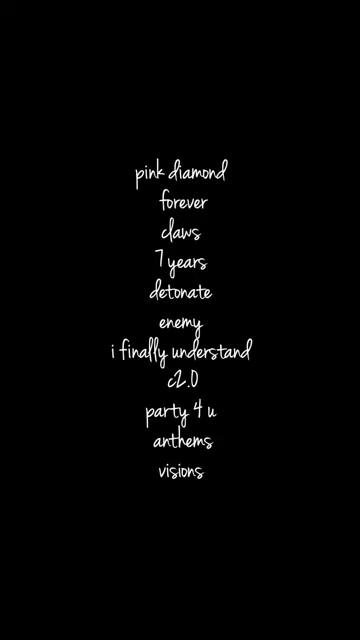 pink diamond
forever
claws
7 years
detonate
enemy
i finally understand
c2.0
party 4 u
anthems
visions